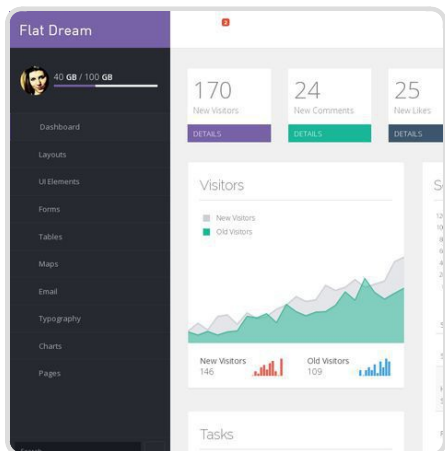 Flat Dream
2
40 GB / 100 GB
Dashboard
Layouts
UI Elements
Forms
Tables
Maps
Email
Typography
Charts
Pages
170
New Visitors
DETAILS
24
New Comments
DETAILS
25
New Likes
DETAILS
Visitors
New Visitors
Old Visitors
New Visitors
146
Old Visitors
109
Tasks